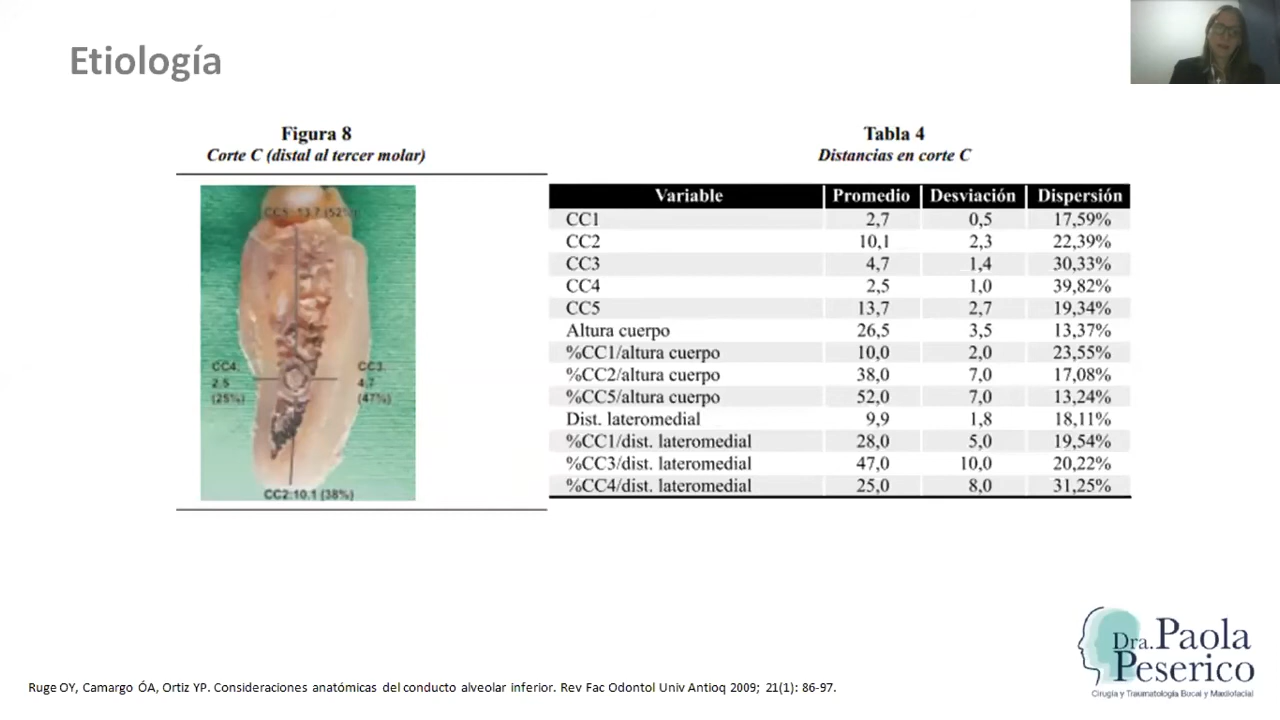 Etiología
Figura 8
Corte C (distal al tercer molar)
CC5: 13.7 (52%)
CC4:
2.5
(25%)
CC3:
4.7
(47%)
CC2:10.1 (38%)
Tabla 4
Distancias en corte C
Variable Promedio Desviación Dispersión
CC1 2,7 0,5 17,59%
CC2 10,1 2,3 22,39%
CC3 4,7 1,4 30,33%
CC4 2,5 1,0 39,82%
CC5 13,7 2,7 19,34%
Altura cuerpo 26,5 3,5 13,37%
%CC1/altura cuerpo 10,0 2,0 23,55%
%CC2/altura cuerpo 38,0 7,0 17,08%
%CC5/altura cuerpo 52,0 7,0 13,24%
Dist. lateromedial 9,9 1,8 18,11%
%CC1/dist. lateromedial 28,0 5,0 19,54%
%CC3/dist. lateromedial 47,0 10,0 20,22%
%CC4/dist. lateromedial 25,0 8,0 31,25%
Dra. Paola
Peserico
Cirugía y Traumatología Bucal y Maxilofacial
Ruge OY, Camargo ÓA, Ortiz YP. Consideraciones anatómicas del conducto alveolar inferior. Rev Fac Odontol Univ Antioq 2009; 21(1): 86-97.